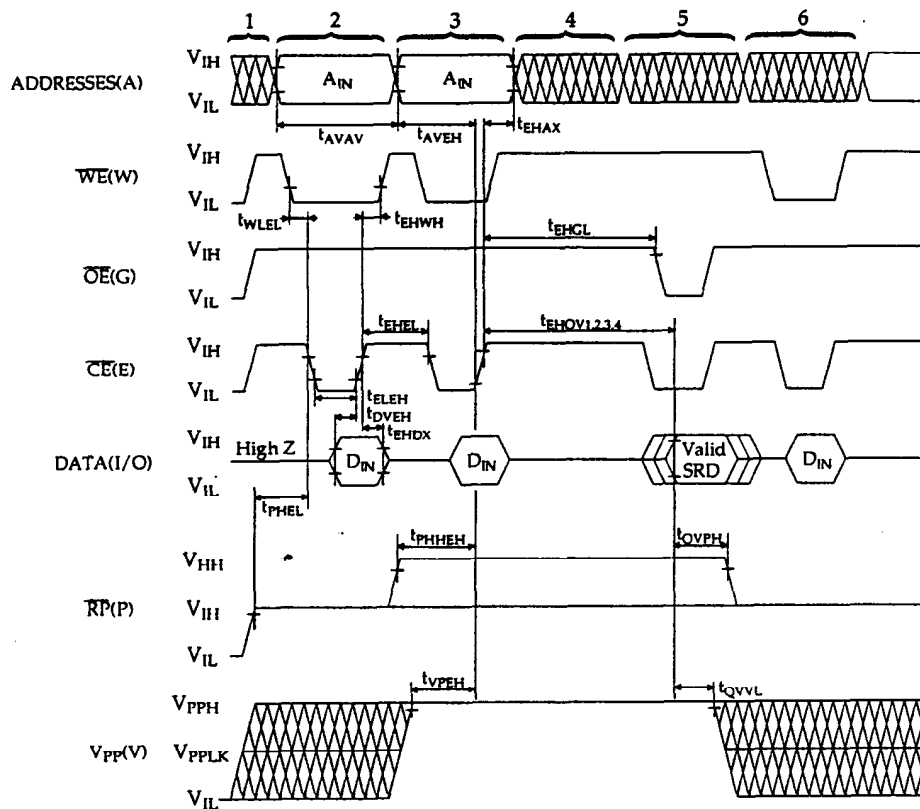 1 2 3 4 5 6
ADDRESSES(A) VIH VIL AIN AIN
tAVAV tAVEH tEHAX
WE(W) VIH VIL
tWLEL tEHWH tEHGL
OE(G) VIH VIL
tEHEL tEHQV1,2,3,4
CE(E) VIH VIL
tELEH
tDVEH
tEHDX
DATA(I/O) VIH VIL High Z DIN DIN Valid SRD DIN
tPHEL
tPHHEH tQVPH
RP(P) VHH VIH VIL
tVPEH tQVVL
VPP(V) VPPH VPPLK VIL